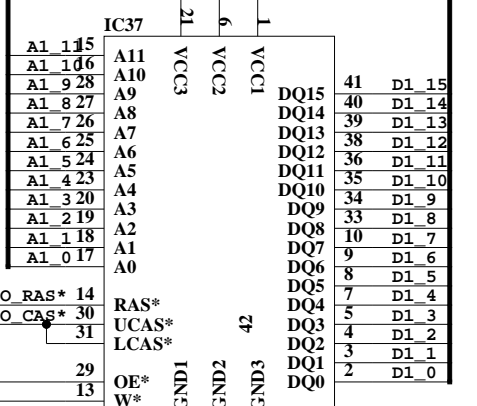 21 6 1
IC37
A1_11 15 A11 VCC3 VCC2 VCC1
A1_10 16 A10
A1_9 28 A9 DQ15 41 D1_15
A1_8 27 A8 DQ14 40 D1_14
A1_7 26 A7 DQ13 39 D1_13
A1_6 25 A6 DQ12 38 D1_12
A1_5 24 A5 DQ11 36 D1_11
A1_4 23 A4 DQ10 35 D1_10
A1_3 20 A3 DQ9 34 D1_9
A1_2 19 A2 DQ8 33 D1_8
A1_1 18 A1 DQ7 10 D1_7
A1_0 17 A0 DQ6 9 D1_6
DQ5 8 D1_5
O_RAS* 14 RAS* DQ4 7 D1_4
O_CAS* 30 UCAS* 42 DQ3 5 D1_3
31 LCAS* DQ2 4 D1_2
DQ1 3 D1_1
29 OE* GND1 GND2 GND3 DQ0 2 D1_0
13 W*